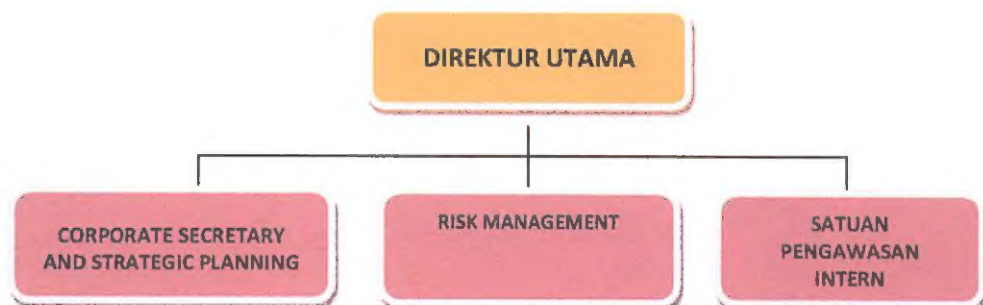 DIREKTUR UTAMA
CORPORATE SECRETARY
AND STRATEGIC PLANNING
RISK MANAGEMENT
SATUAN
PENGAWASAN
INTERN